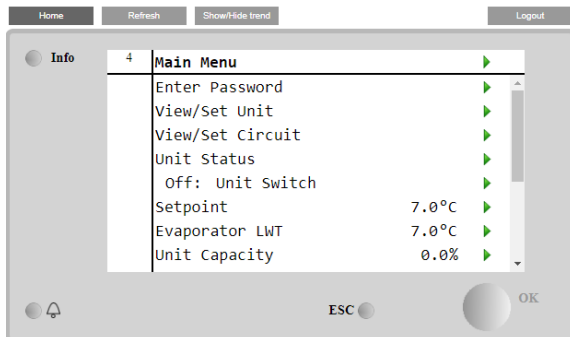 Home Refresh Show/Hide trend Logout
Info
4 Main Menu
Enter Password
View/Set Unit
View/Set Circuit
Unit Status
Off: Unit Switch
Setpoint 7.0°C
Evaporator LWT 7.0°C
Unit Capacity 0.0%
ESC OK